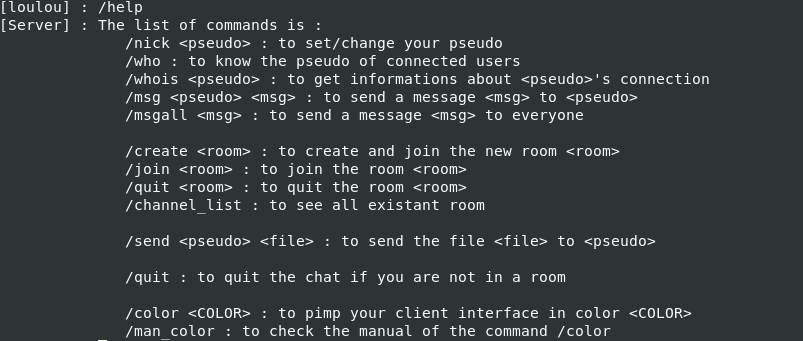 [loulou] : /help
[Server] : The list of commands is :
/nick <pseudo> : to set/change your pseudo
/who : to know the pseudo of connected users
/whois <pseudo> : to get informations about <pseudo>'s connection
/msg <pseudo> <msg> : to send a message <msg> to <pseudo>
/msgall <msg> : to send a message <msg> to everyone
/create <room> : to create and join the new room <room>
/join <room> : to join the room <room>
/quit <room> : to quit the room <room>
/channel_list : to see all existant room
/send <pseudo> <file> : to send the file <file> to <pseudo>
/quit : to quit the chat if you are not in a room
/color <COLOR> : to pimp your client interface in color <COLOR>
/man_color : to check the manual of the command /color